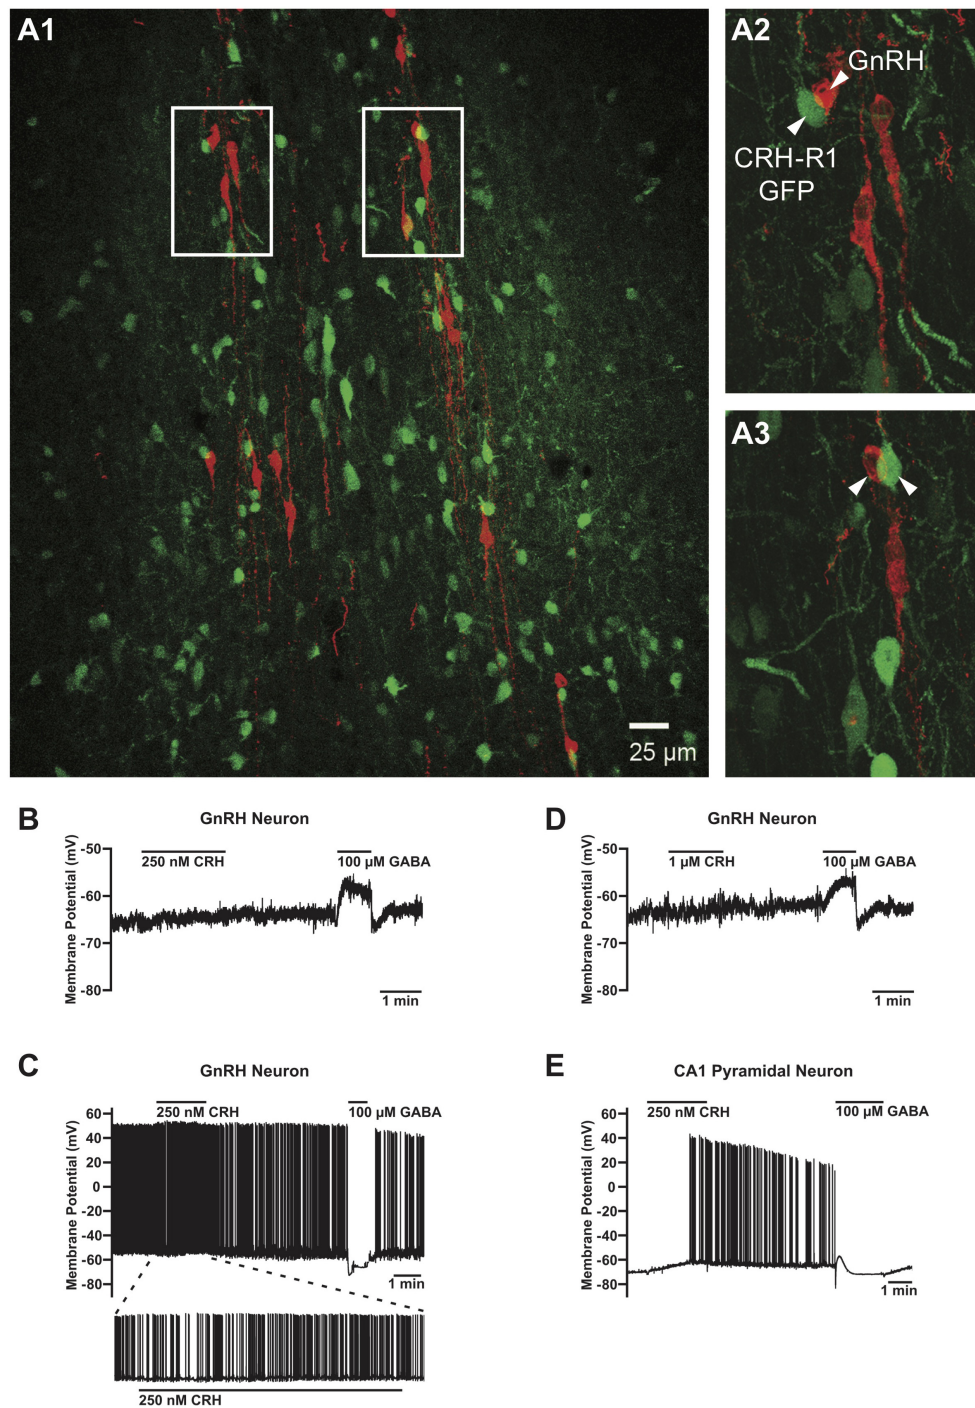 A1
25 µm
A2
GnRH
CRH-R1
GFP
A3
B
GnRH Neuron
250 nM CRH
100 µM GABA
Membrane Potential (mV)
-50
-60
-70
-80
1 min
D
GnRH Neuron
1 µM CRH
100 µM GABA
Membrane Potential (mV)
-50
-60
-70
-80
1 min
C
GnRH Neuron
250 nM CRH
100 µM GABA
Membrane Potential (mV)
60
40
20
0
-20
-40
-60
-80
1 min
250 nM CRH
E
CA1 Pyramidal Neuron
250 nM CRH
100 µM GABA
Membrane Potential (mV)
60
40
20
0
-20
-40
-60
-80
1 min